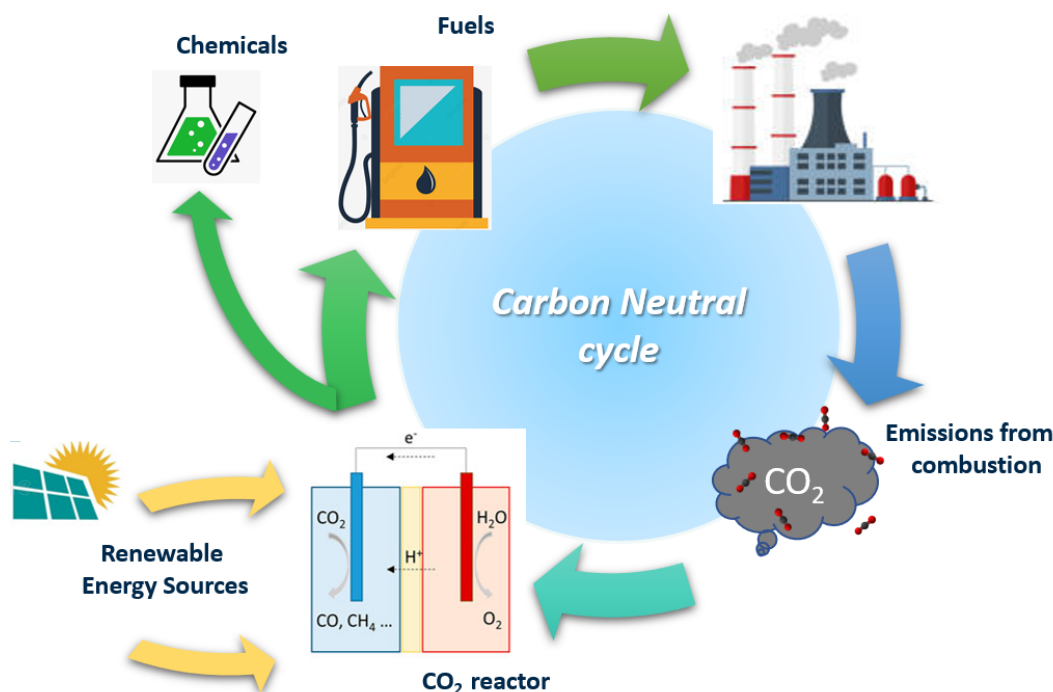 Fuels
Chemicals
Carbon Neutral
cycle
Emissions from
combustion
CO₂
e⁻
CO₂
H₂O
H⁺
CO, CH₄ ...
O₂
Renewable
Energy Sources
CO₂ reactor